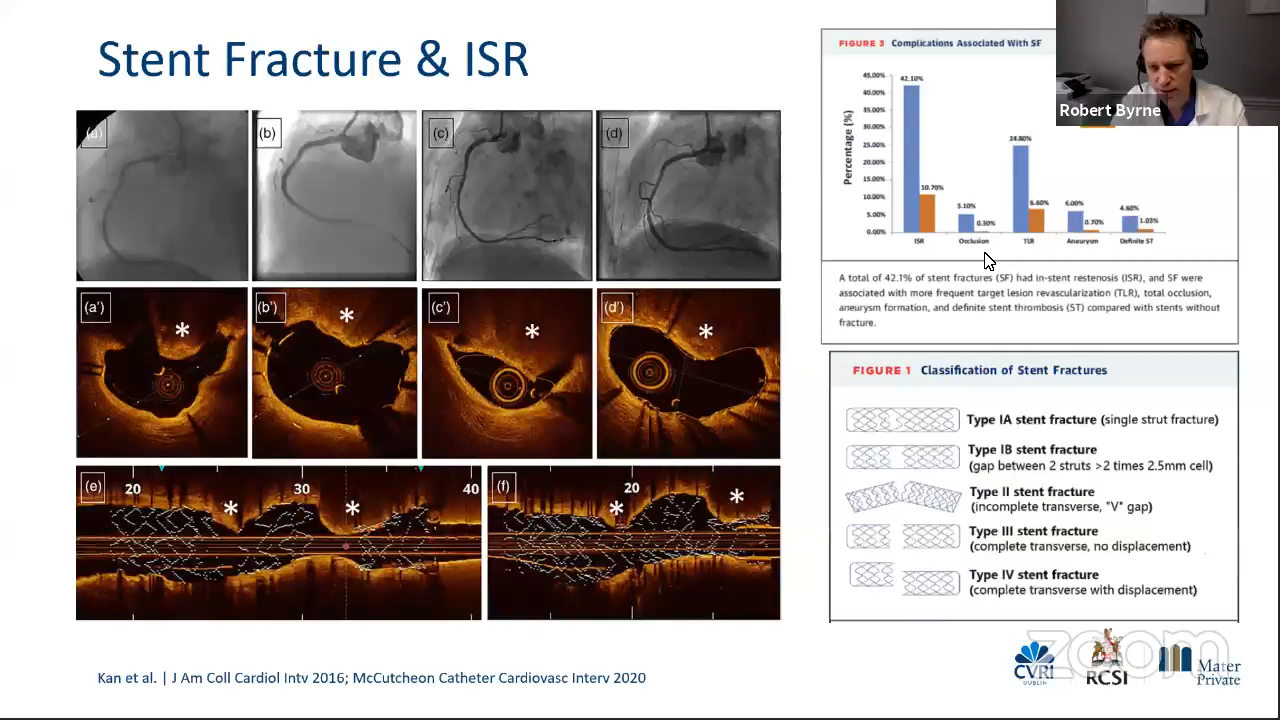 Stent Fracture & ISR
(a)
(b)
(c)
(d)
(a')
(b')
(c')
(d')
(e)
20
30
40
(f)
20
*
*
*
*
*
*
*
*
FIGURE 3 Complications Associated With SF
Percentage (%)
45.00%
40.00%
35.00%
30.00%
25.00%
20.00%
15.00%
10.00%
5.00%
0.00%
42.10%
10.70%
5.10%
0.30%
24.80%
6.60%
6.00%
0.70%
4.60%
1.03%
ISR
Occlusion
TLR
Aneurysm
Definite ST
A total of 42.1% of stent fractures (SF) had in-stent restenosis (ISR), and SF were
associated with more frequent target lesion revascularization (TLR), total occlusion,
aneurysm formation, and definite stent thrombosis (ST) compared with stents without
fracture.
Robert Byrne
FIGURE 1 Classification of Stent Fractures
Type IA stent fracture (single strut fracture)
Type IB stent fracture
(gap between 2 struts >2 times 2.5mm cell)
Type II stent fracture
(incomplete transverse, "V" gap)
Type III stent fracture
(complete transverse, no displacement)
Type IV stent fracture
(complete transverse with displacement)
Kan et al. | J Am Coll Cardiol Intv 2016; McCutcheon Catheter Cardiovasc Interv 2020
zoom
CVRI
DUBLIN
RCSI
Mater
Private